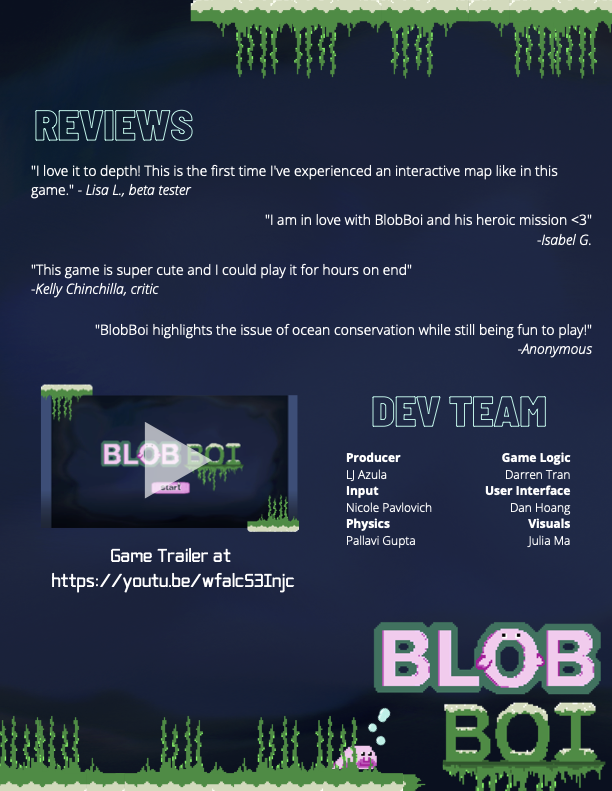 REVIEWS
"I love it to depth! This is the first time I've experienced an interactive map like in this
game." - Lisa L., beta tester
"I am in love with BlobBoi and his heroic mission <3"
-Isabel G.
"This game is super cute and I could play it for hours on end"
-Kelly Chinchilla, critic
"BlobBoi highlights the issue of ocean conservation while still being fun to play!"
-Anonymous
BLOB BOI
start
Game Trailer at
https://youtu.be/wfalcS3Injc
DEV TEAM
Producer
LJ Azula
Input
Nicole Pavlovich
Physics
Pallavi Gupta
Game Logic
Darren Tran
User Interface
Dan Hoang
Visuals
Julia Ma
BLOB
BOI